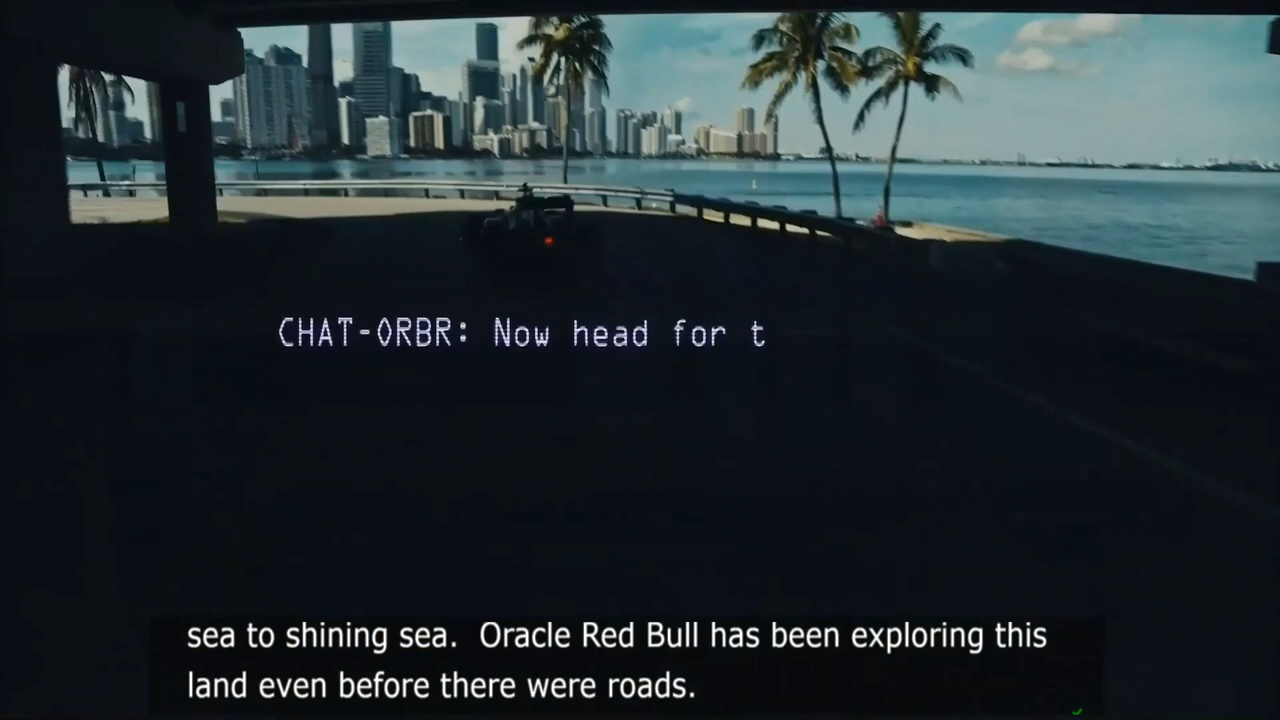 CHAT-ORBR: Now head for t
sea to shining sea.  Oracle Red Bull has been exploring this
land even before there were roads.